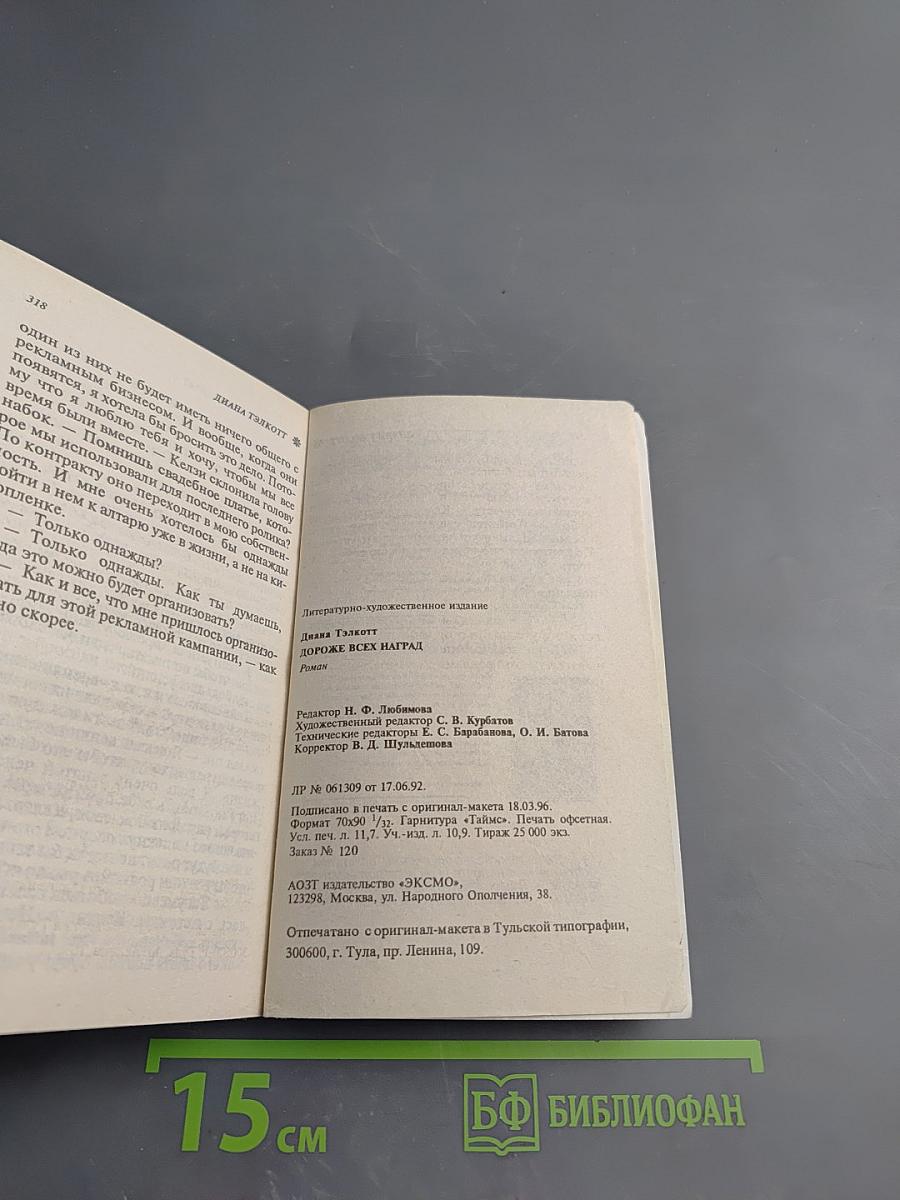 318
ДИАНА ТЭЛКОТТ ✻
один из них не будет иметь ничего общего с
рекламным бизнесом. И вообще, когда они
появятся, я хотела бы бросить это дело. Пото-
му что я люблю тебя и хочу, чтобы мы все
время были вместе. — Келзи склонила голову
набок. — Помнишь свадебное платье, кото-
рое мы использовали для последнего ролика?
По контракту оно переходит в мою собствен-
ность. И мне очень хотелось бы однажды
ойти в нем к алтарю уже в жизни, а не на ки-
опленке.
— Только однажды?
— Только однажды. Как ты думаешь,
да это можно будет организовать?
— Как и все, что мне пришлось организо-
ать для этой рекламной кампании, — как
но скорее.
Литературно-художественное издание
Диана Тэлкотт
ДОРОЖЕ ВСЕХ НАГРАД
Роман
Редактор Н. Ф. Любимова
Художественный редактор С. В. Курбатов
Технические редакторы Е. С. Барабанова, О. И. Батова
Корректор В. Д. Шульдешова
ЛР № 061309 от 17.06.92.
Подписано в печать с оригинал-макета 18.03.96.
Формат 70х90 1/32. Гарнитура «Таймс». Печать офсетная.
Усл. печ. л. 11,7. Уч.-изд. л. 10,9. Тираж 25 000 экз.
Заказ № 120
АОЗТ издательство «ЭКСМО»,
123298, Москва, ул. Народного Ополчения, 38.
Отпечатано с оригинал-макета в Тульской типографии,
300600, г. Тула, пр. Ленина, 109.
15 см
БФ БИБЛИОФАН